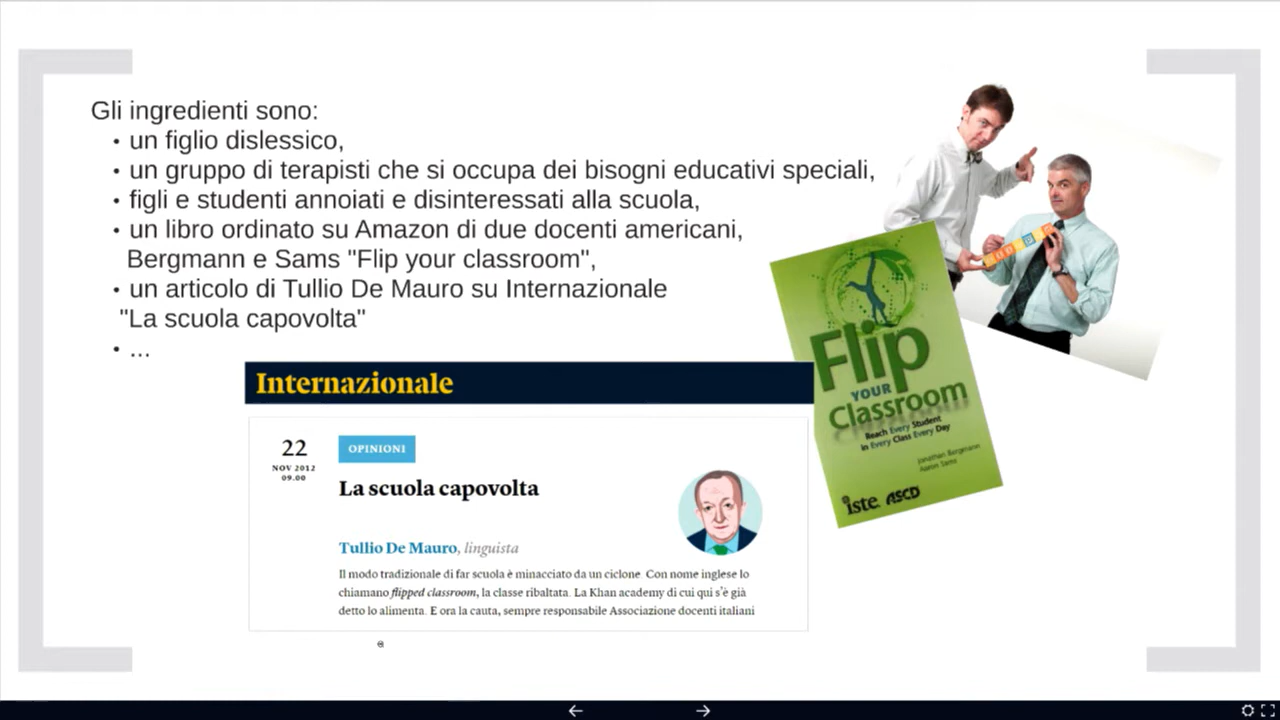 Gli ingredienti sono:
• un figlio dislessico,
• un gruppo di terapisti che si occupa dei bisogni educativi speciali,
• figli e studenti annoiati e disinteressati alla scuola,
• un libro ordinato su Amazon di due docenti americani,
Bergmann e Sams "Flip your classroom",
• un articolo di Tullio De Mauro su Internazionale
"La scuola capovolta"
• ...
Internazionale
22
NOV 2012
09.00
OPINIONI
La scuola capovolta
Tullio De Mauro, linguista
Il modo tradizionale di far scuola è minacciato da un ciclone Con nome inglese lo
chiamano flipped classroom, la classe ribaltata. La Khan academy di cui qui s'è già
detto lo alimenta. E ora la cauta, sempre responsabile Associazione docenti italiani
Flip
YOUR
Classroom
Reach Every Student
in Every Class Every Day
Jonathan Bergmann
Aaron Sams
iste. ASCD